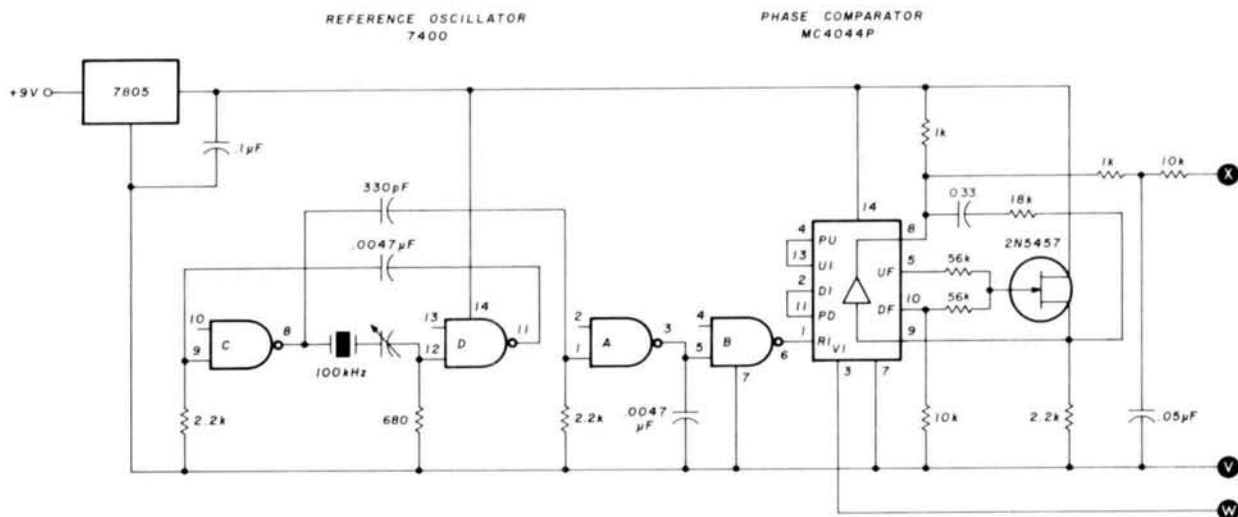 REFERENCE OSCILLATOR
7400
PHASE COMPARATOR
MC4044P
+9V
7805
.1µF
1k
1k
10k
X
330pF
.0047µF
14
10
9
C
8
100kHz
13
12
D
11
2
1
A
3
4
5
B
6
7
14
4
PU
13
UI
2
DI
11
PD
1
RI
VI
3
7
8
UF
5
DF
10
9
033
18k
56k
56k
2N5457
2.2k
680
2.2k
.0047
µF
10k
2.2k
.05µF
V
W